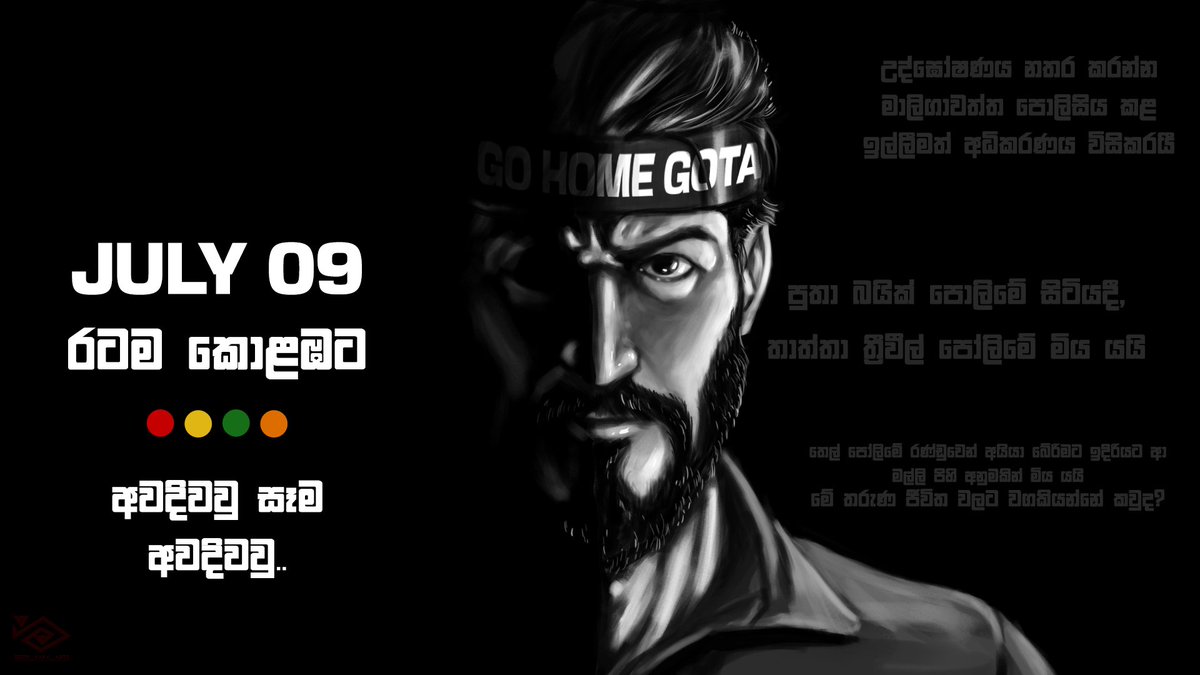 JULY 09
රටම කොළඹට
අවදිවවු සෑම
අවදිවවු..
GO HOME GOTA
උද්ඝෝෂණය නතර කරන්න
මාලිගාවත්ත පොලිසිය කළ
ඉල්ලීමත් අධිකරණය විසිකරයි
පුතා බයික් පොලිමේ සිටියදී,
තාත්තා ත්‍රීවීල් පෝලිමේ මිය යයි
තෙල් පෝලිමේ රණ්ඩුවෙන් අයියා බේරීමට ඉදිරියට ආ
මල්ලි පිහි අනුමකින් මිය යයි
මේ තරුණ ජීවිත වලට වගකියන්නේ කවුද?